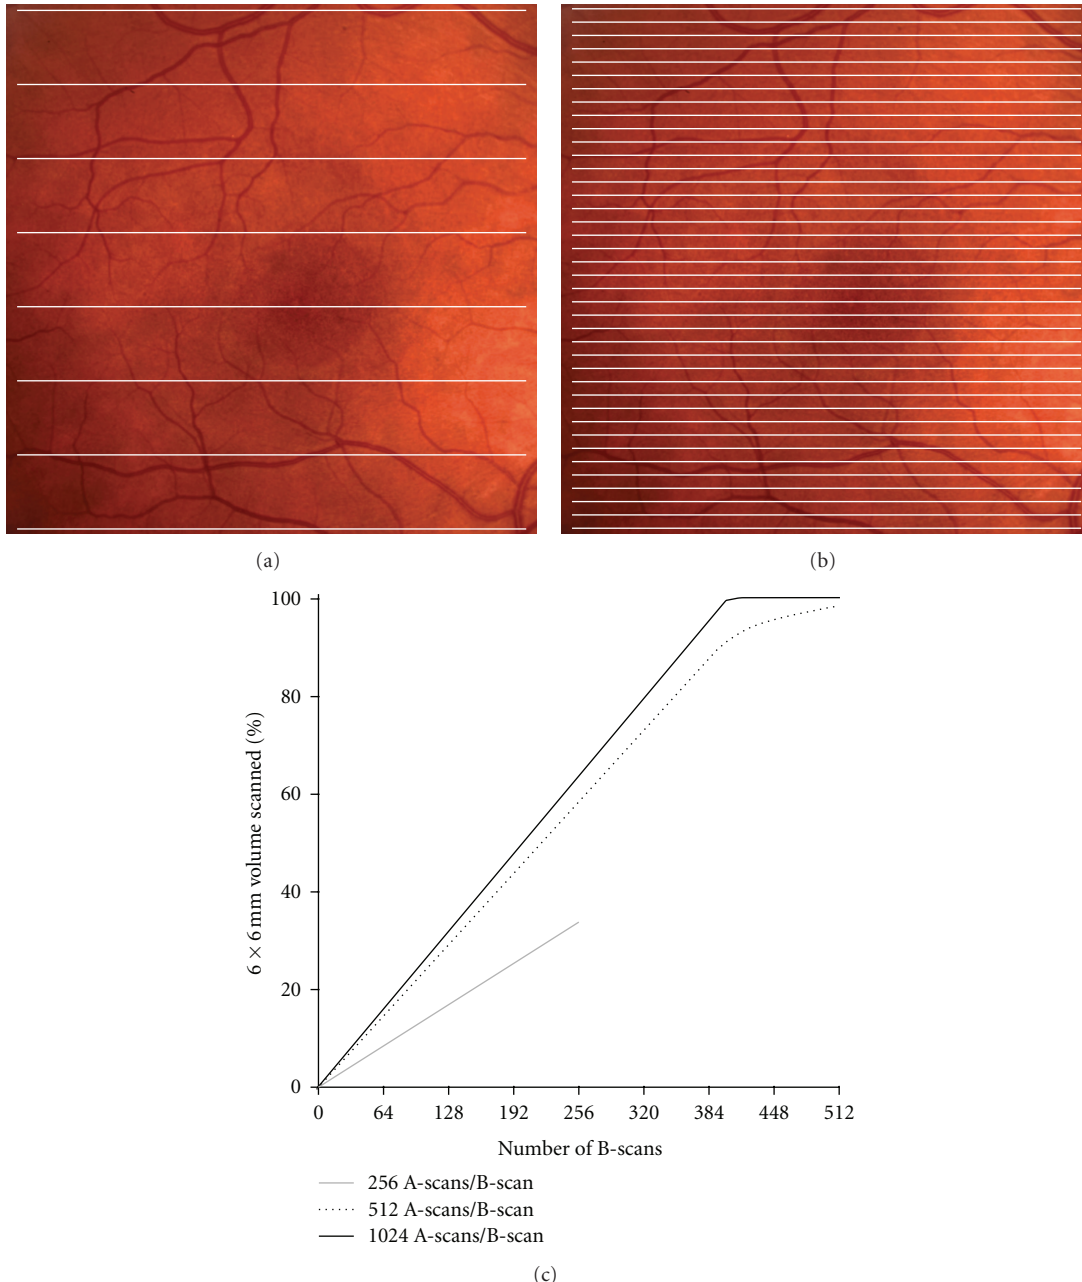 (a)
(b)
100
80
60
40
20
0
6 × 6 mm volume scanned (%)
0 64 128 192 256 320 384 448 512
Number of B-scans
256 A-scans/B-scan
512 A-scans/B-scan
1024 A-scans/B-scan
(c)